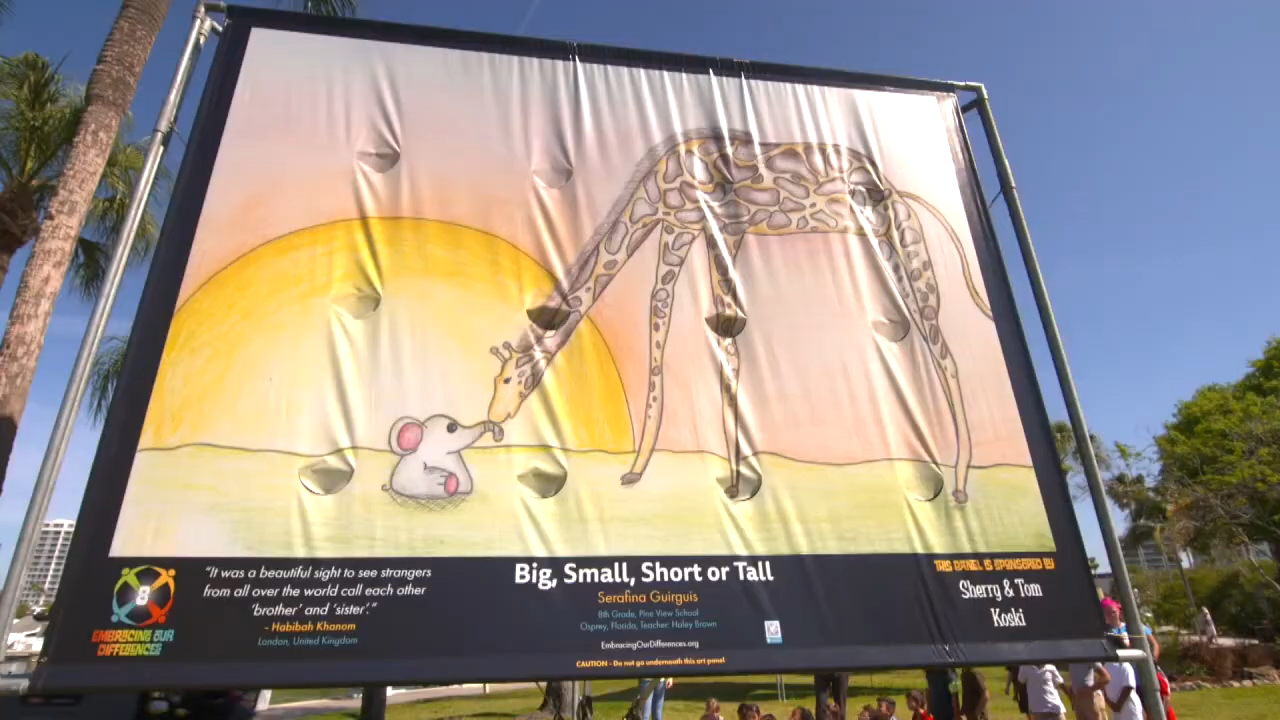 8
EMBRACING OUR
DIFFERENCES
"It was a beautiful sight to see strangers
from all over the world call each other
'brother' and 'sister'."
- Habibah Khanom
London, United Kingdom
Big, Small, Short or Tall
Serafina Guirguis
8th Grade, Pine View School
Osprey, Florida, Teacher: Haley Brown
EmbracingOurDifferences.org
CAUTION - Do not go underneath this art panel
THIS PANEL IS SPONSORED BY
Sherry & Tom
Koski